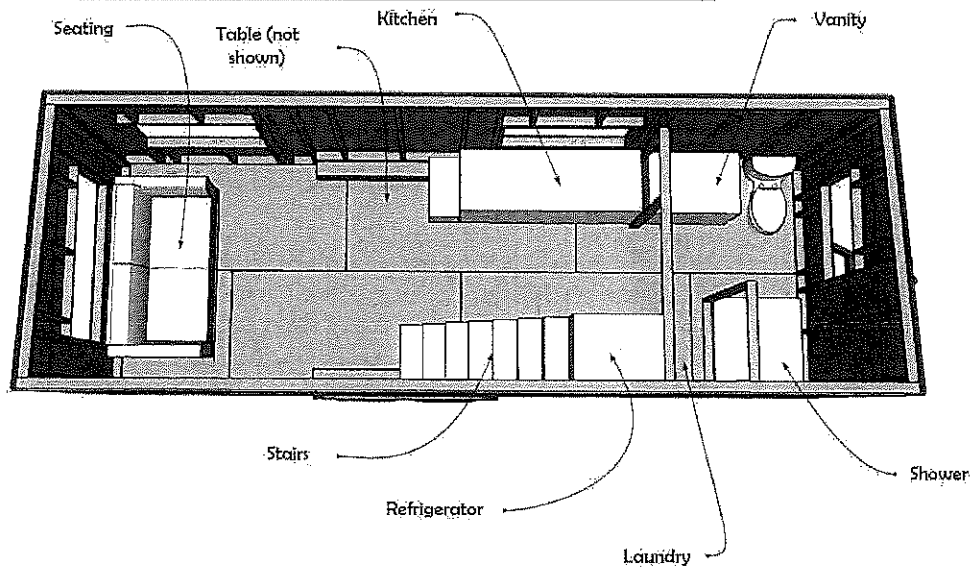 Seating
Table (not
shown)
Kitchen
Vanity
Stairs
Refrigerator
Laundry
Shower